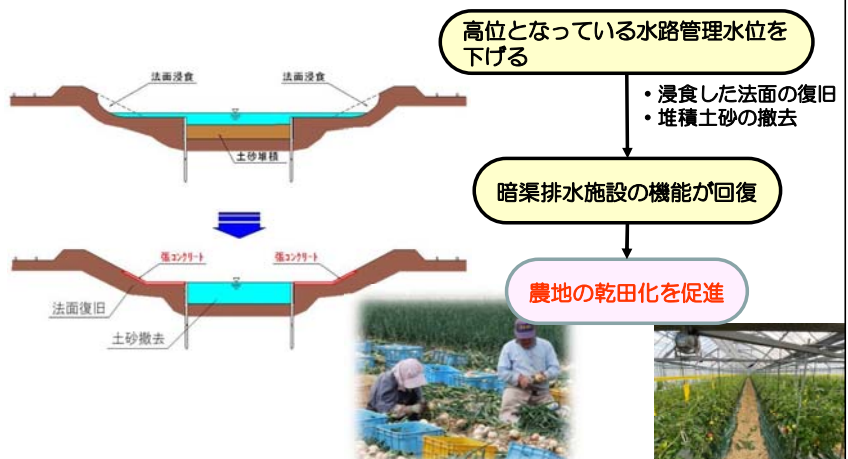 高位となっている水路管理水位を
下げる
・浸食した法面の復旧
・堆積土砂の撤去
暗渠排水施設の機能が回復
農地の乾田化を促進
法面浸食
法面浸食
土砂堆積
張コンクリート
張コンクリート
法面復旧
土砂撤去